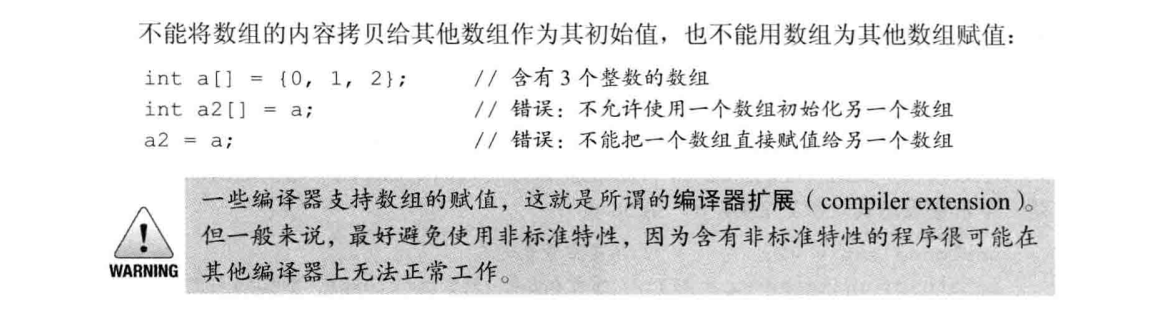 不能将数组的内容拷贝给其他数组作为其初始值，也不能用数组为其他数组赋值：
int a[] = {0, 1, 2}; // 含有3个整数的数组
int a2[] = a; // 错误：不允许使用一个数组初始化另一个数组
a2 = a; // 错误：不能把一个数组直接赋值给另一个数组
一些编译器支持数组的赋值，这就是所谓的编译器扩展（compiler extension）。
但一般来说，最好避免使用非标准特性，因为含有非标准特性的程序很可能在
其他编译器上无法正常工作。
WARNING